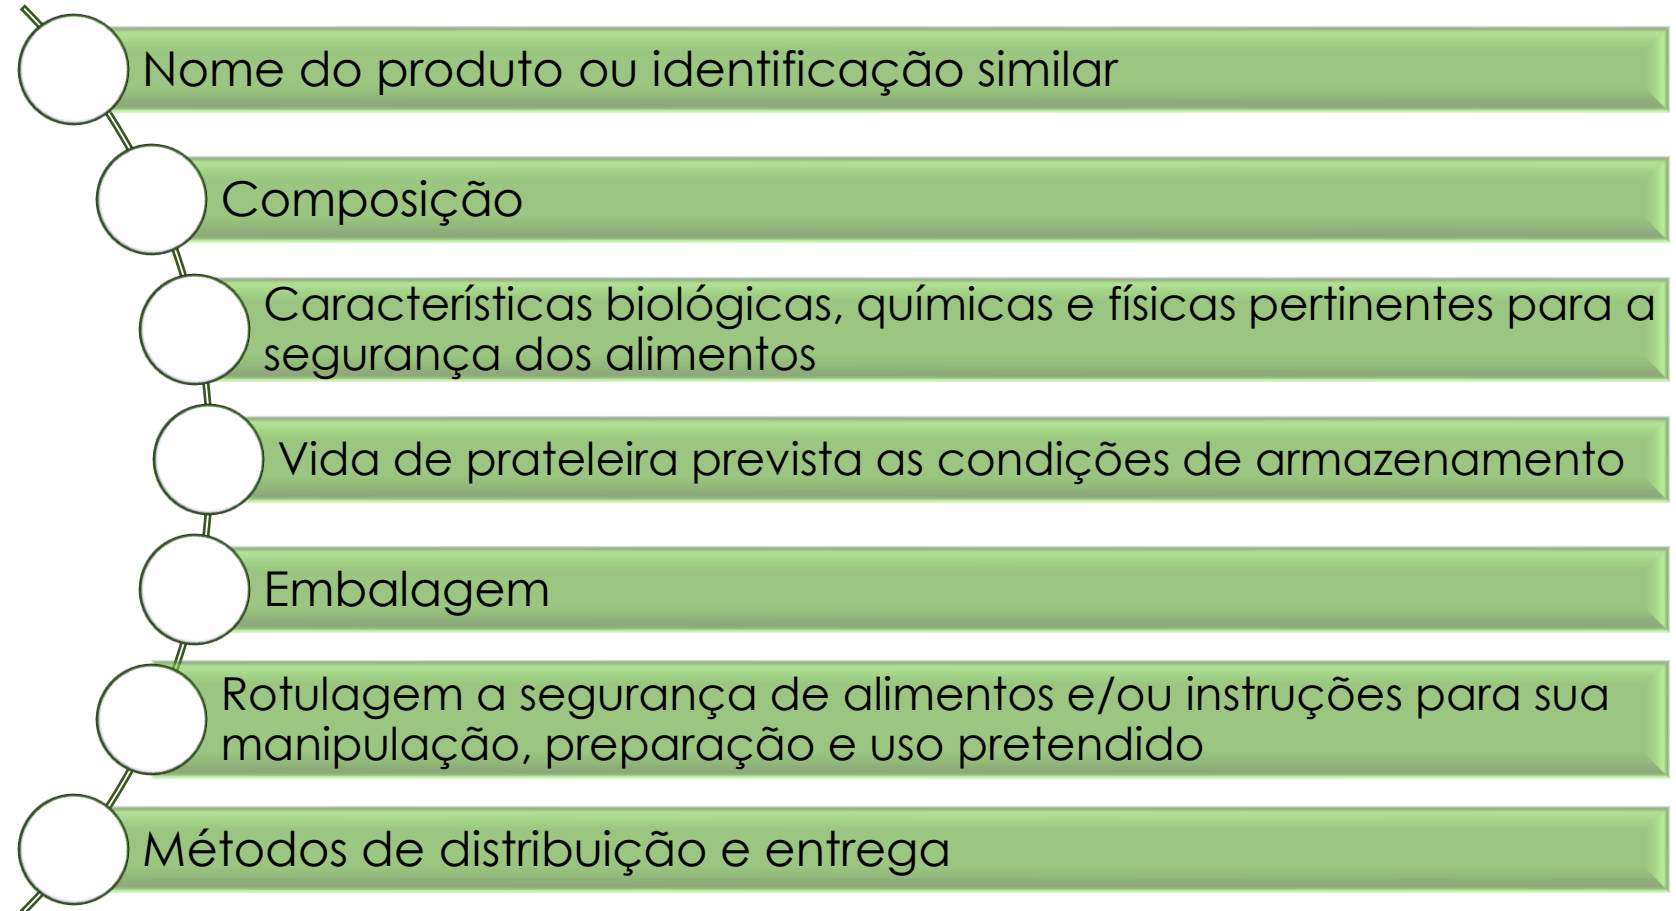 Nome do produto ou identificação similar
Composição
Características biológicas, químicas e físicas pertinentes para a
segurança dos alimentos
Vida de prateleira prevista as condições de armazenamento
Embalagem
Rotulagem a segurança de alimentos e/ou instruções para sua
manipulação, preparação e uso pretendido
Métodos de distribuição e entrega